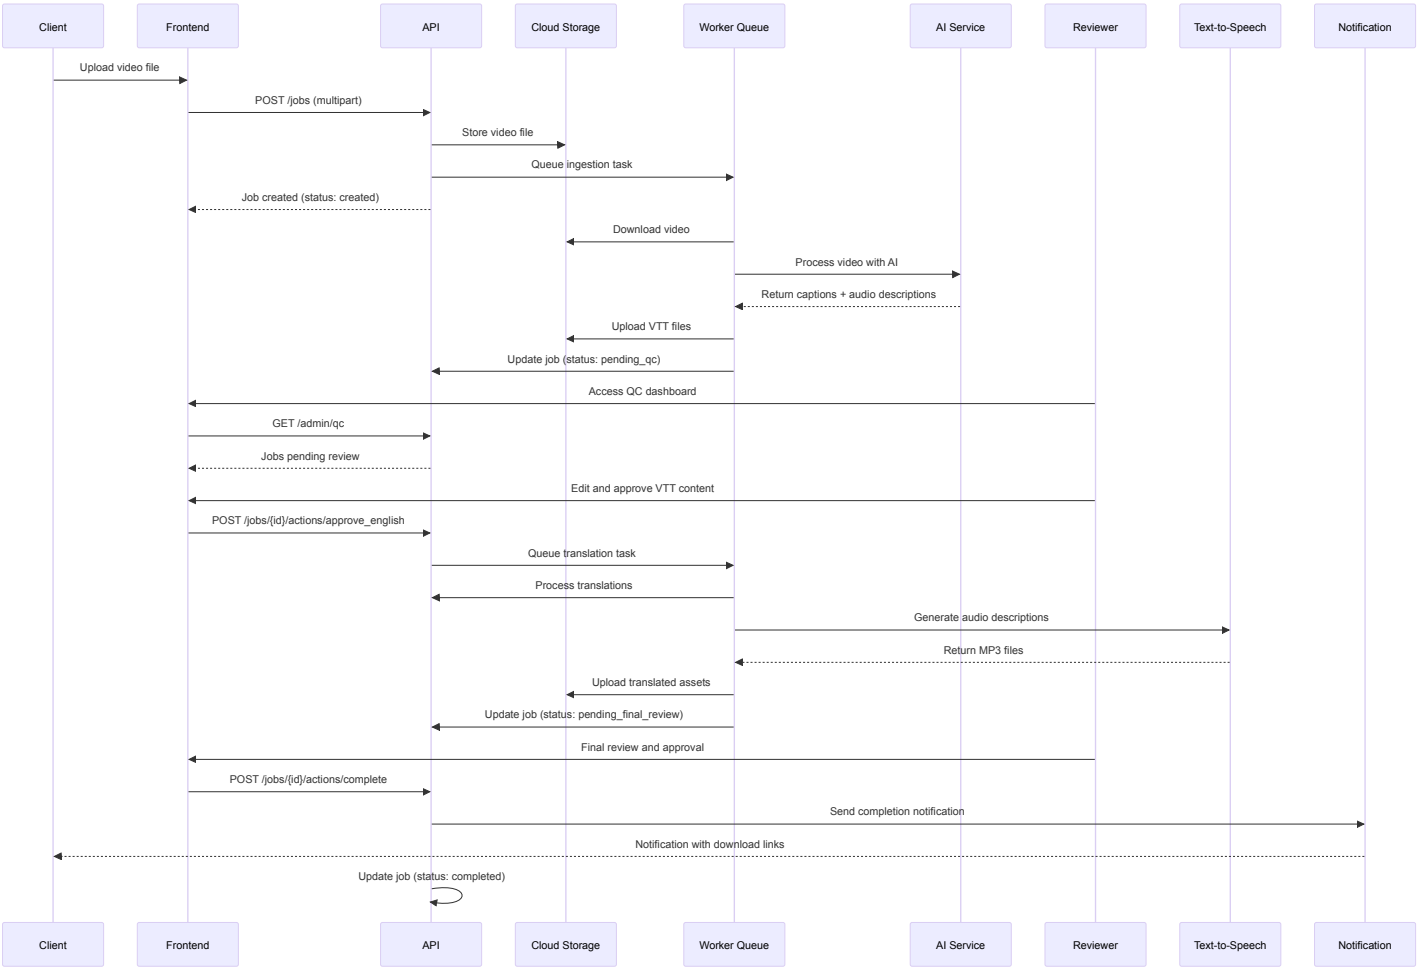 Client
Frontend
API
Cloud Storage
Worker Queue
AI Service
Reviewer
Text-to-Speech
Notification
Upload video file
POST /jobs (multipart)
Store video file
Queue ingestion task
Job created (status: created)
Download video
Process video with AI
Return captions + audio descriptions
Upload VTT files
Update job (status: pending_qc)
Access QC dashboard
GET /admin/qc
Jobs pending review
Edit and approve VTT content
POST /jobs/{id}/actions/approve_english
Queue translation task
Process translations
Generate audio descriptions
Return MP3 files
Upload translated assets
Update job (status: pending_final_review)
Final review and approval
POST /jobs/{id}/actions/complete
Send completion notification
Notification with download links
Update job (status: completed)
Client
Frontend
API
Cloud Storage
Worker Queue
AI Service
Reviewer
Text-to-Speech
Notification